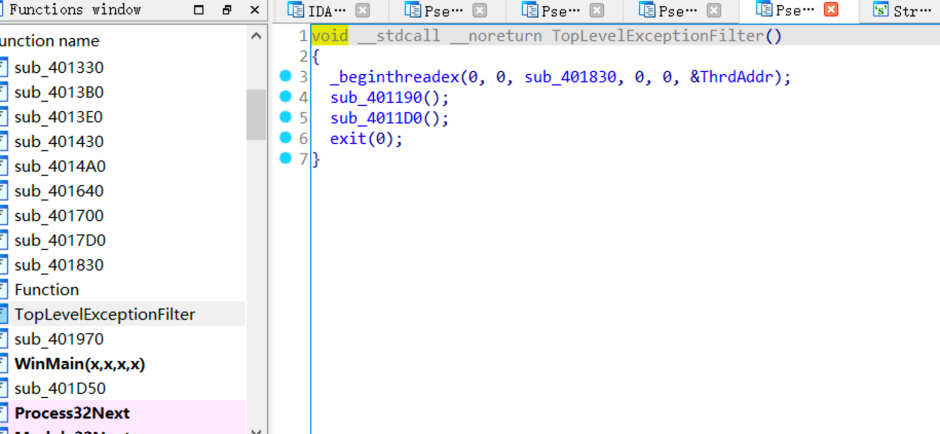 Functions window
IDA···
Pse···
Pse···
Pse···
Pse···
Str···
unction name
sub_401330
sub_4013B0
sub_4013E0
sub_401430
sub_4014A0
sub_401640
sub_401700
sub_4017D0
sub_401830
Function
TopLevelExceptionFilter
sub_401970
WinMain(x,x,x,x)
sub_401D50
Process32Next
1 void __stdcall __noreturn TopLevelExceptionFilter()
2 {
3 _beginthreadex(0, 0, sub_401830, 0, 0, &ThrdAddr);
4 sub_401190();
5 sub_4011D0();
6 exit(0);
7 }